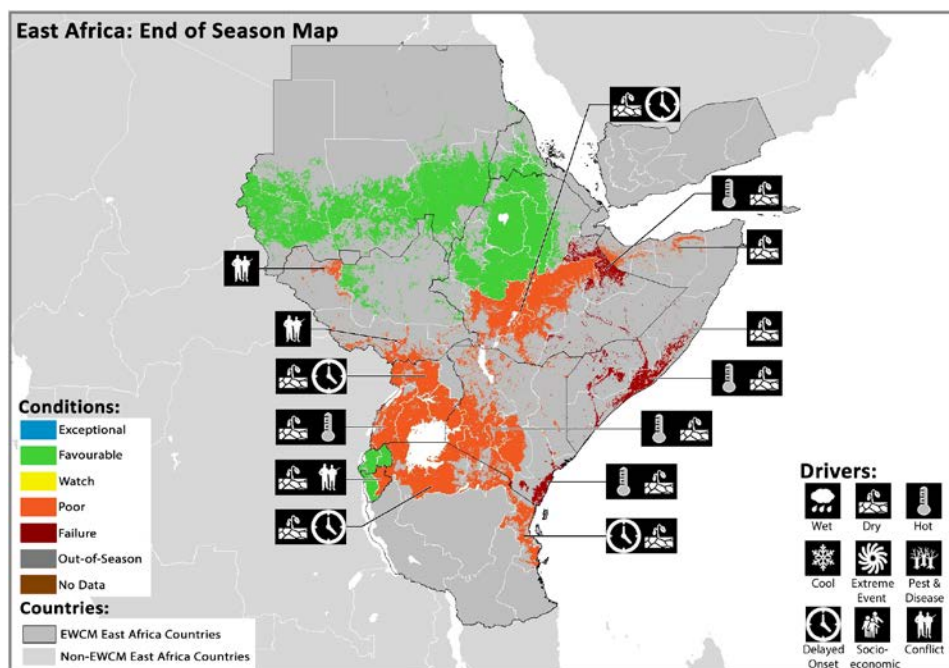 East Africa: End of Season Map
Conditions:
Exceptional
Favourable
Watch
Poor
Failure
Out-of-Season
No Data
Countries:
EWCM East Africa Countries
Non-EWCM East Africa Countries
Drivers:
Wet Dry Hot
Cool Extreme Event Pest & Disease
Delayed Onset Socio-economic Conflict